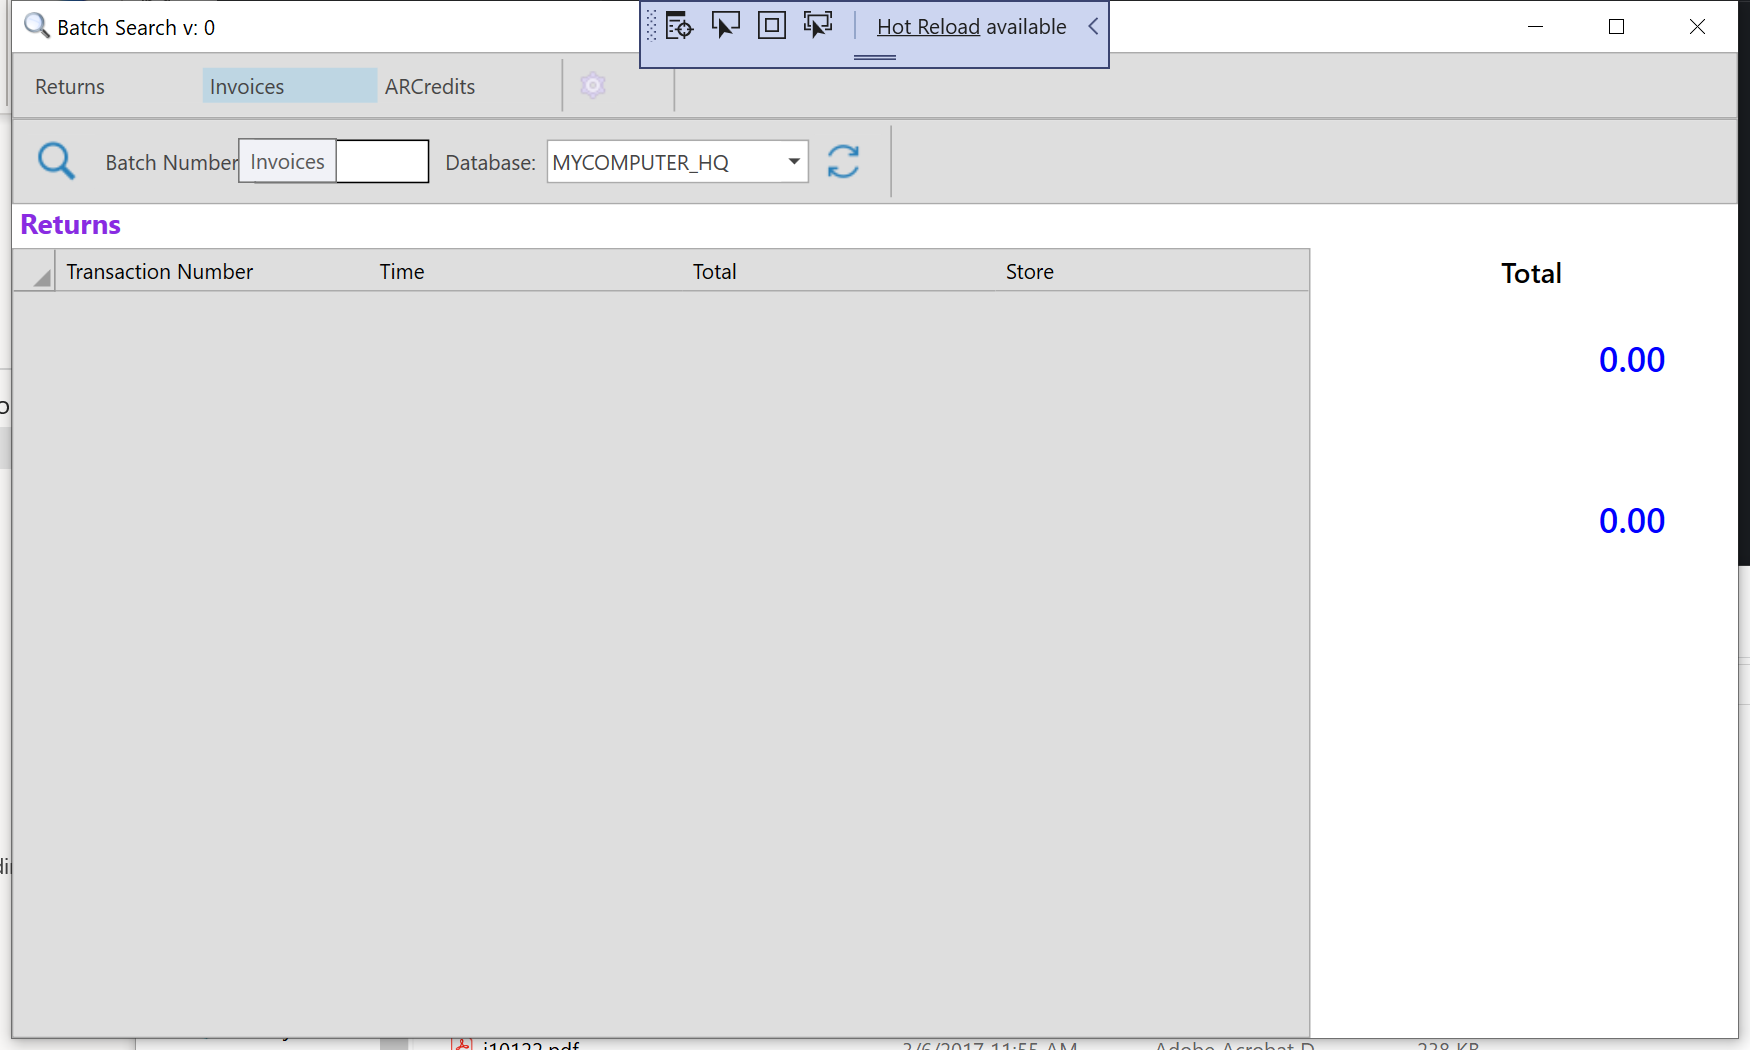 Batch Search v: 0
Hot Reload available
Returns Invoices ARCredits
Batch Number Invoices Database: MYCOMPUTER_HQ
Returns
Transaction Number Time Total Store
Total
0.00
0.00